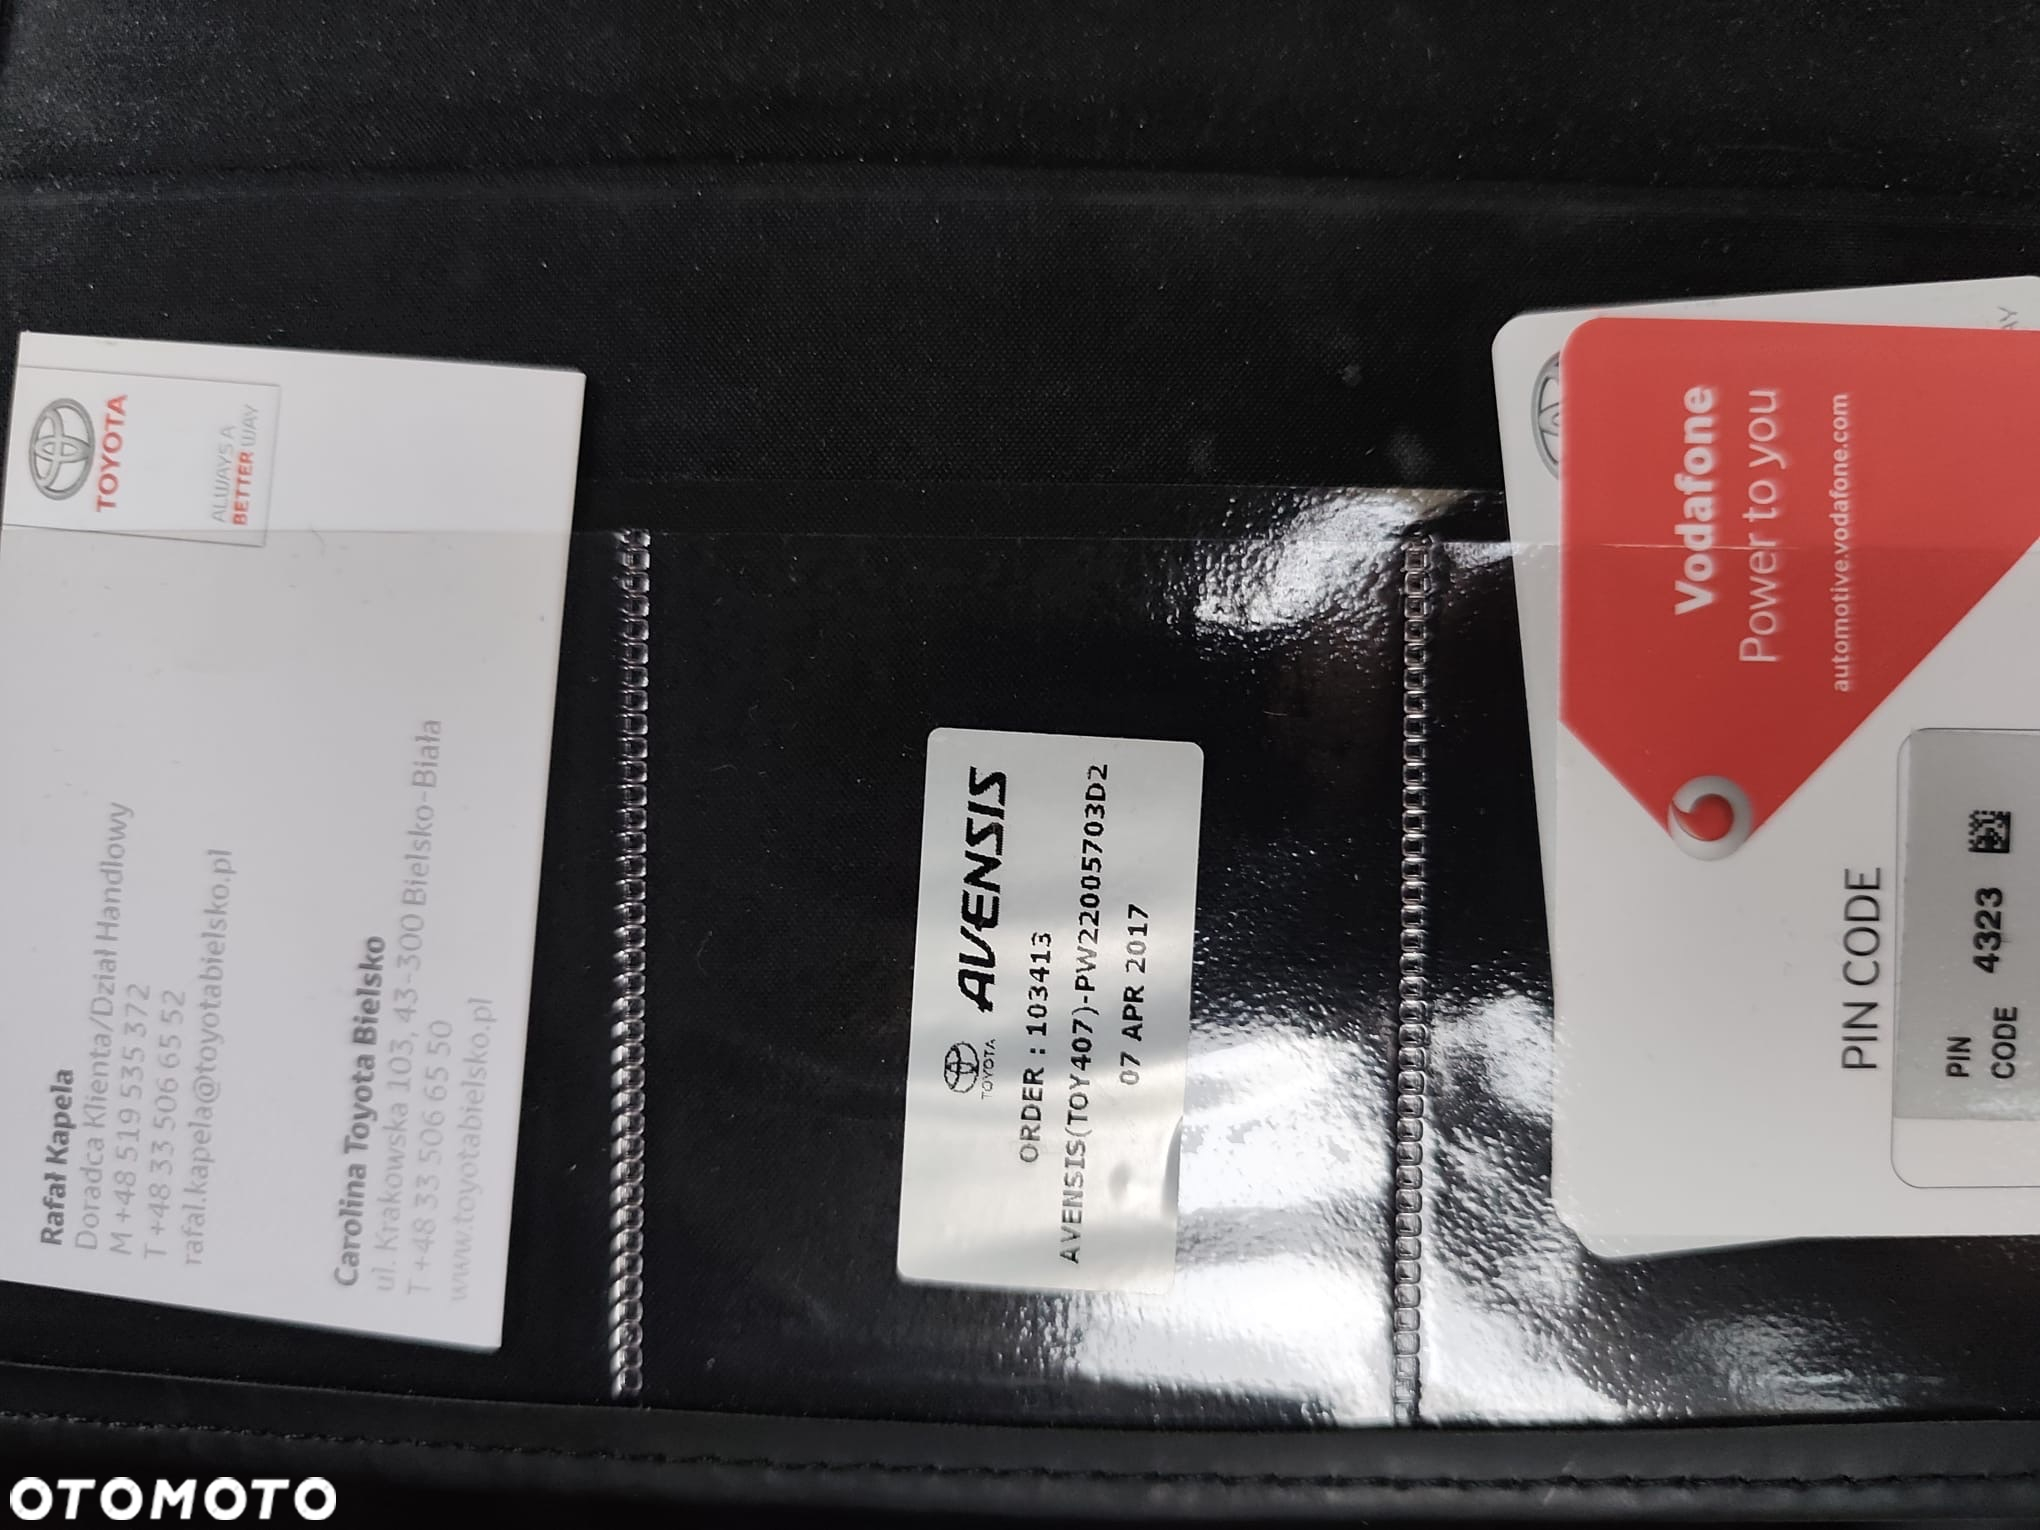 TOYOTA
ALWAYS A
BETTER WAY
Rafał Kapela
Doradca Klienta/Dział Handlowy
M +48 519 535 372
T +48 33 506 65 52
rafal.kapela@toyotabielsko.pl
Carolina Toyota Bielsko
ul. Krakowska 103, 43-300 Bielsko-Biała
T +48 33 506 65 50
www.toyotabielsko.pl
TOYOTA AVENSIS
ORDER : 103413
AVENSIS(TOY407)-PW22005703D2
07 APR 2017
AY
Vodafone
Power to you
automotive.vodafone.com
PIN CODE
PIN
CODE 4323
OTOMOTO